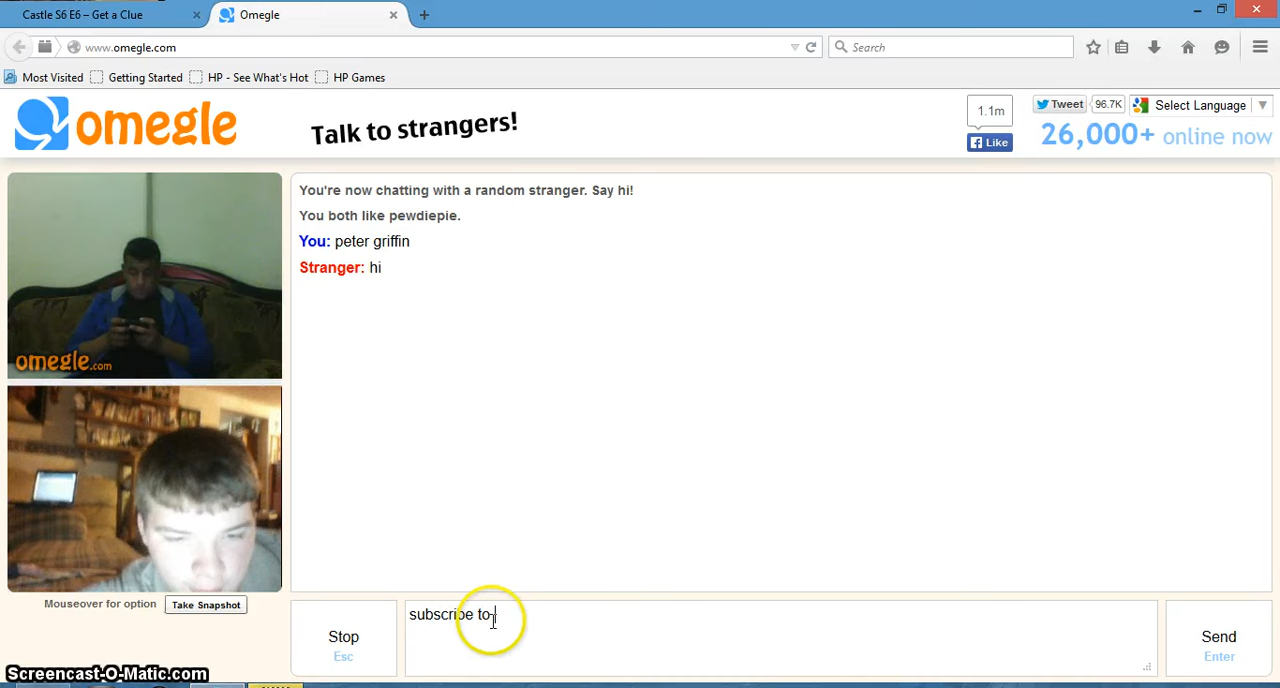 Castle S6 E6 – Get a Clue
Omegle
www.omegle.com
Search
Most Visited
Getting Started
HP - See What's Hot
HP Games
omegle
Talk to strangers!
1.1m
Like
Tweet
96.7K
Select Language
26,000+ online now
omegle.com
You're now chatting with a random stranger. Say hi!
You both like pewdiepie.
You: peter griffin
Stranger: hi
Mouseover for option
Take Snapshot
Stop
Esc
subscribe to
Send
Enter
Screencast-O-Matic.com